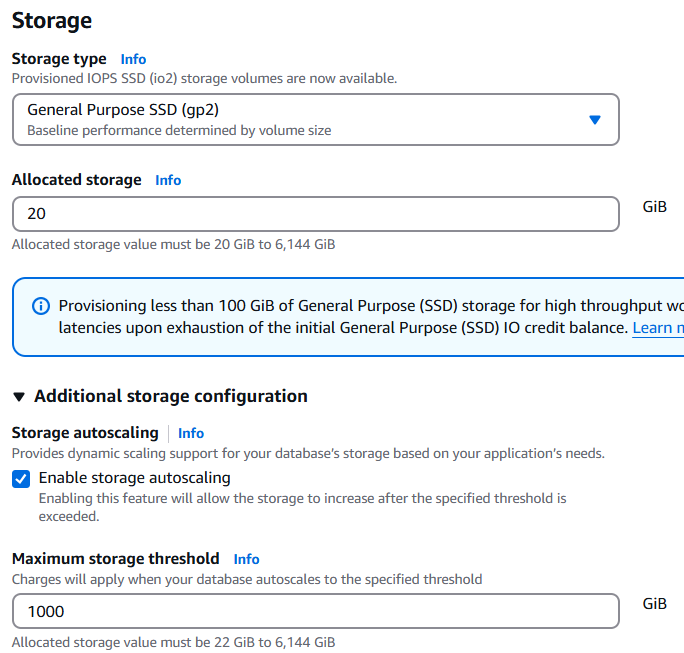 Storage
Storage type Info
Provisioned IOPS SSD (io2) storage volumes are now available.
General Purpose SSD (gp2)
Baseline performance determined by volume size
Allocated storage Info
20
GiB
Allocated storage value must be 20 GiB to 6,144 GiB
Provisioning less than 100 GiB of General Purpose (SSD) storage for high throughput
latencies upon exhaustion of the initial General Purpose (SSD) IO credit balance. Learn
Additional storage configuration
Storage autoscaling Info
Provides dynamic scaling support for your database's storage based on your application's needs.
Enable storage autoscaling
Enabling this feature will allow the storage to increase after the specified threshold is
exceeded.
Maximum storage threshold Info
Charges will apply when your database autoscales to the specified threshold
1000
GiB
Allocated storage value must be 22 GiB to 6,144 GiB